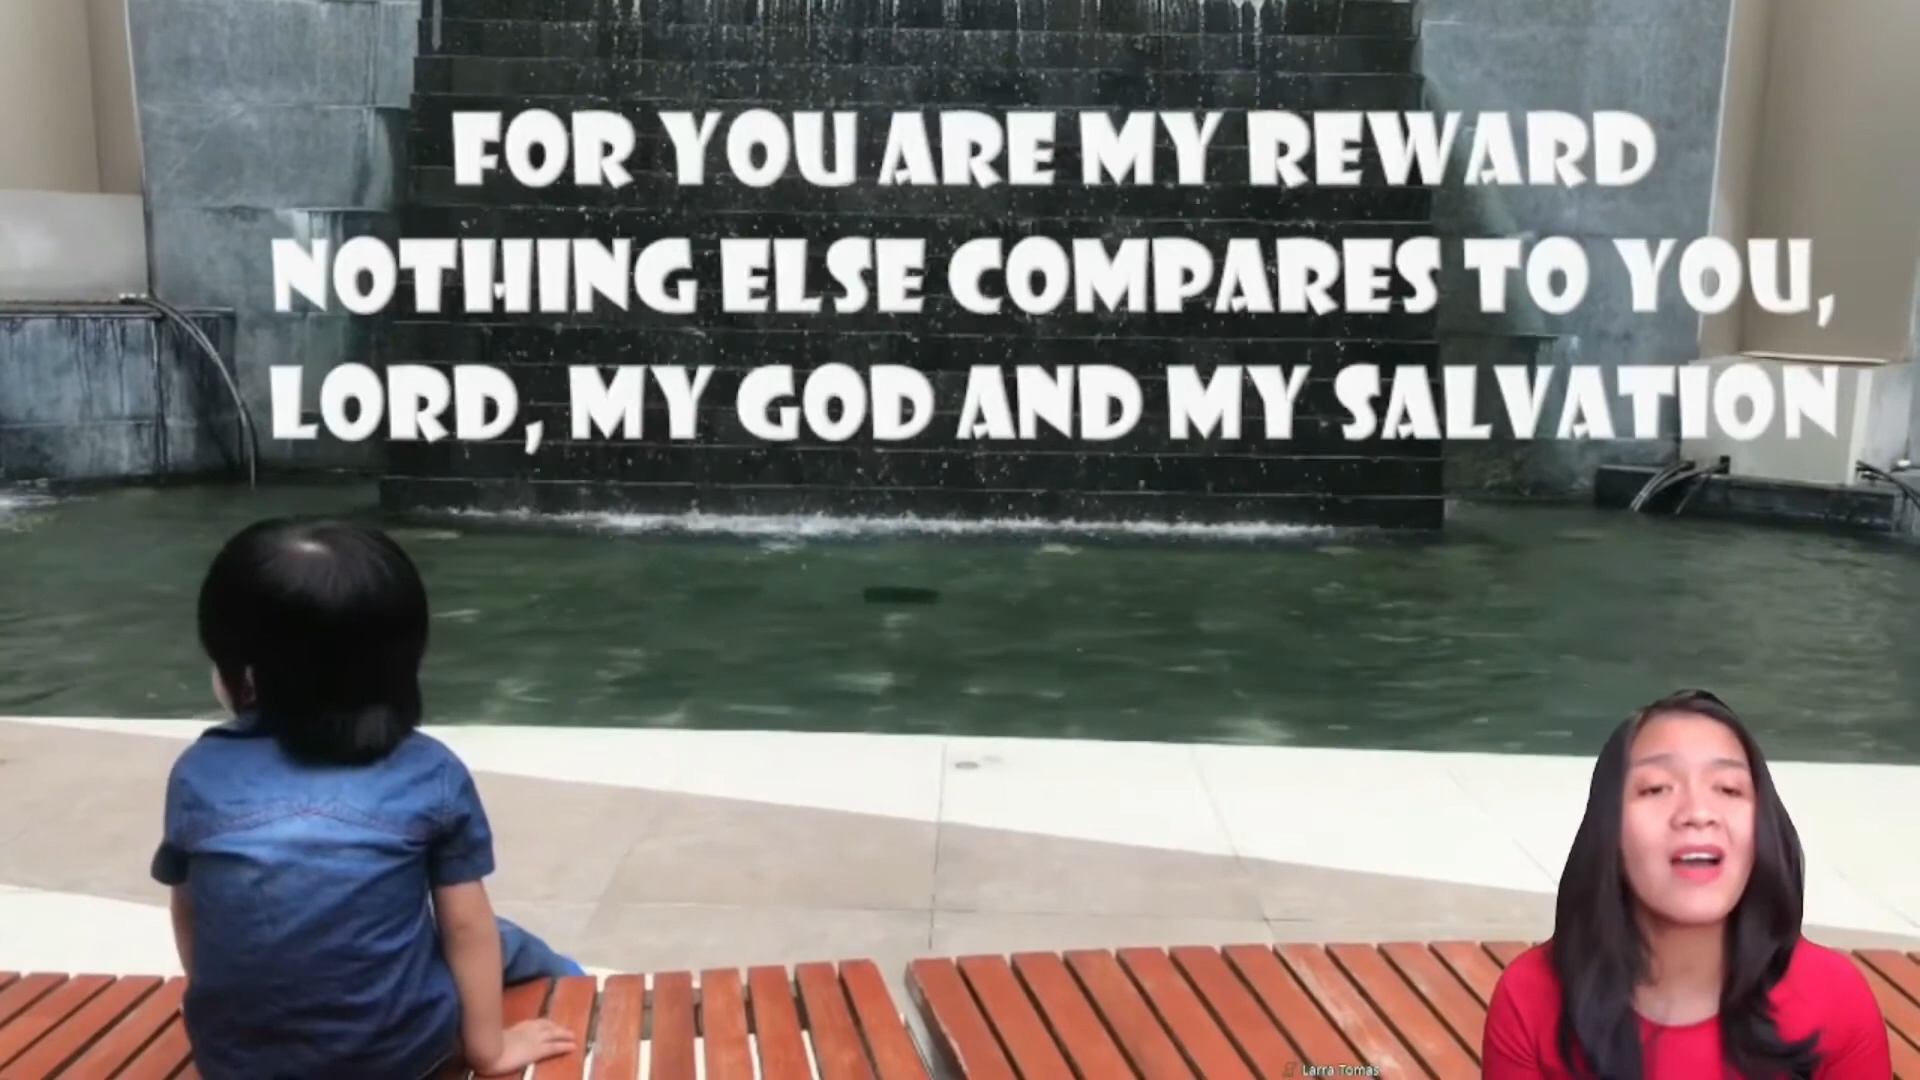 FOR YOU ARE MY REWARD
NOTHING ELSE COMPARES TO YOU,
LORD, MY GOD AND MY SALVATION
Larra Tomas